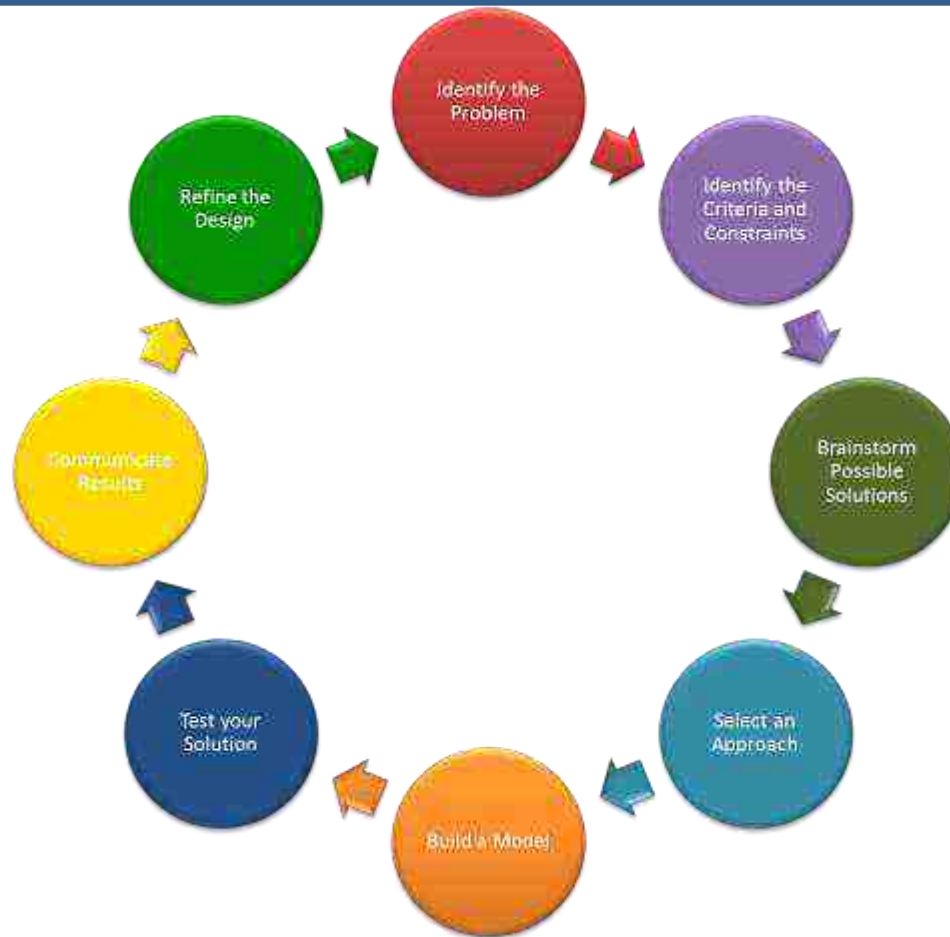 Identify the
Problem
Identify the
Criteria and
Constraints
Brainstorm
Possible
Solutions
Select an
Approach
Build a Model
Test your
Solution
Communicate
Results
Refine the
Design